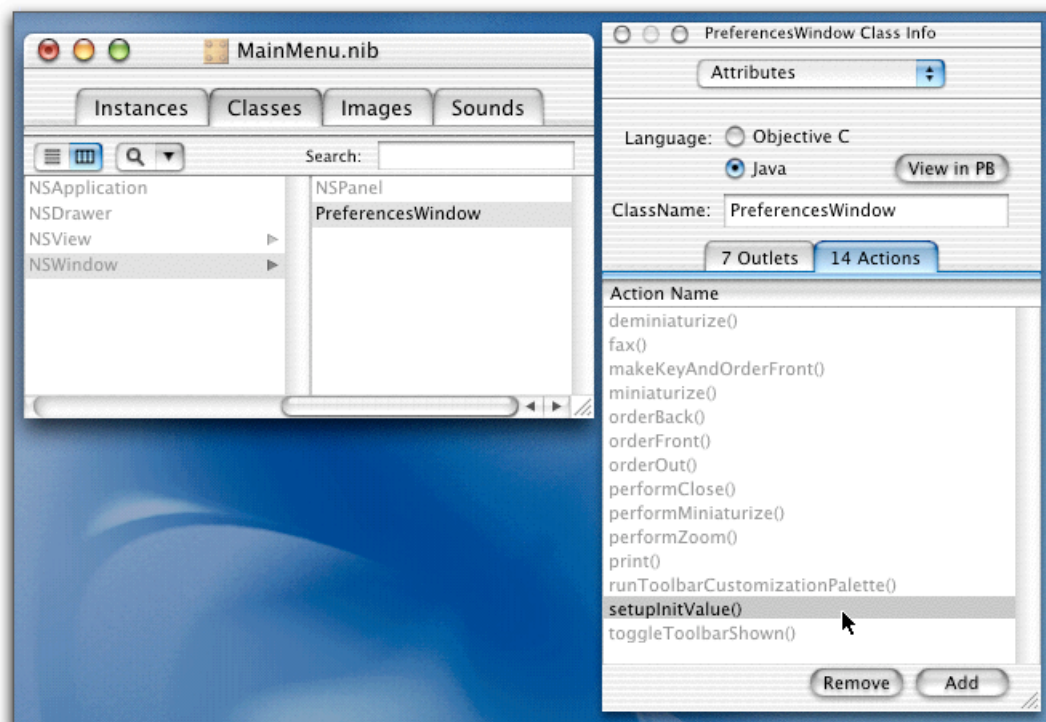 MainMenu.nib
Instances Classes Images Sounds
Search:
NSApplication NSPanel
NSDrawer PreferencesWindow
NSView
NSWindow
PreferencesWindow Class Info
Attributes
Language: Objective C
Java View in PB
ClassName: PreferencesWindow
7 Outlets 14 Actions
Action Name
deminiaturize()
fax()
makeKeyAndOrderFront()
miniaturize()
orderBack()
orderFront()
orderOut()
performClose()
performMiniaturize()
performZoom()
print()
runToolbarCustomizationPalette()
setupInitValue()
toggleToolbarShown()
Remove Add